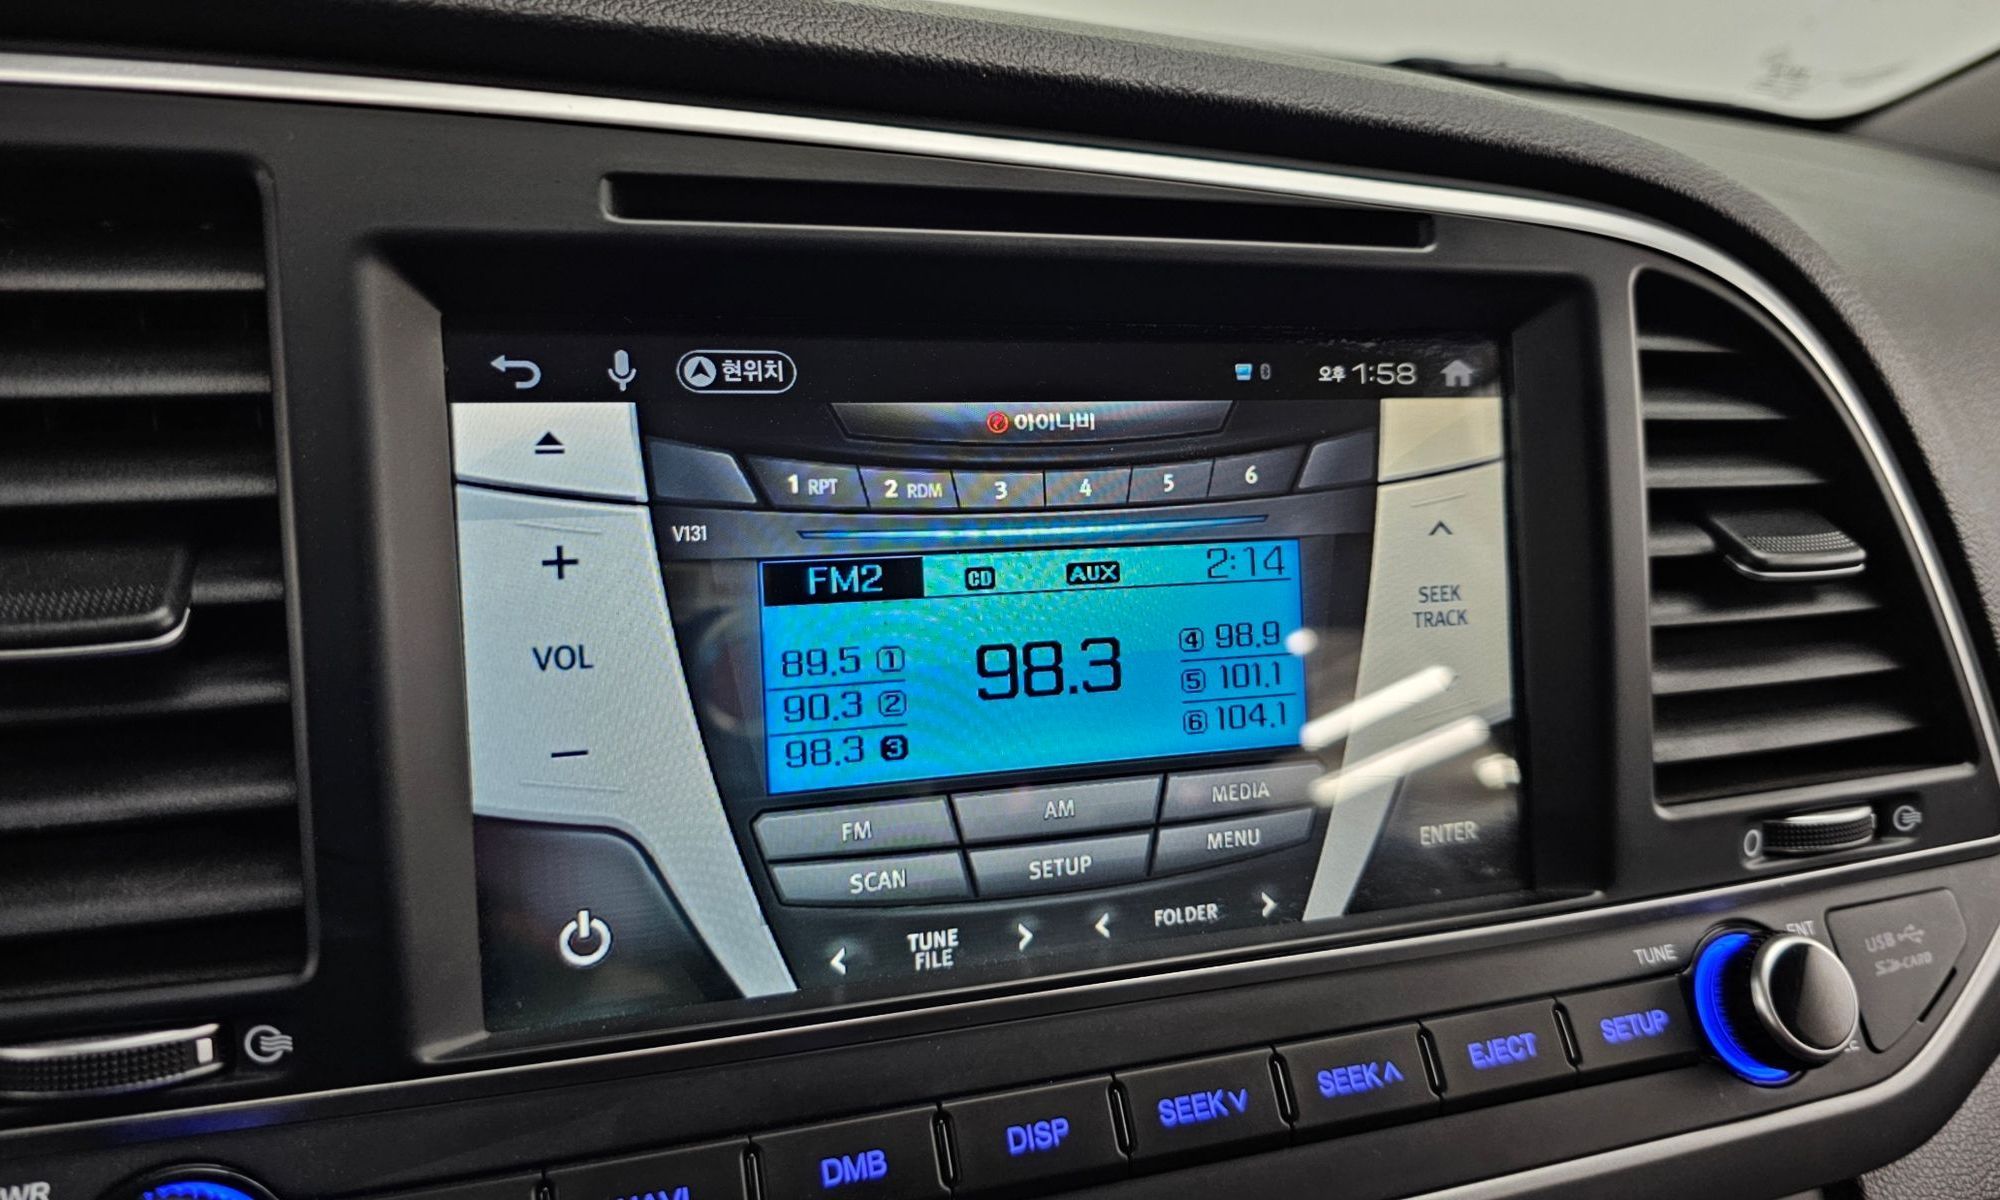 현위치
오후 1:58
아이나비
1 RPT 2 RDM 3 4 5 6
V131
FM2 CD AUX 2:14
+
VOL
−
89.5 1
90.3 2
98.3 3
98.3
4 98.9
5 101.1
6 104.1
SEEK
TRACK
FM AM MEDIA
SCAN SETUP MENU
ENTER
< TUNE FILE > < FOLDER >
TUNE
ENT
USB
CARD
DMB DISP SEEK∨ SEEK∧ EJECT SETUP